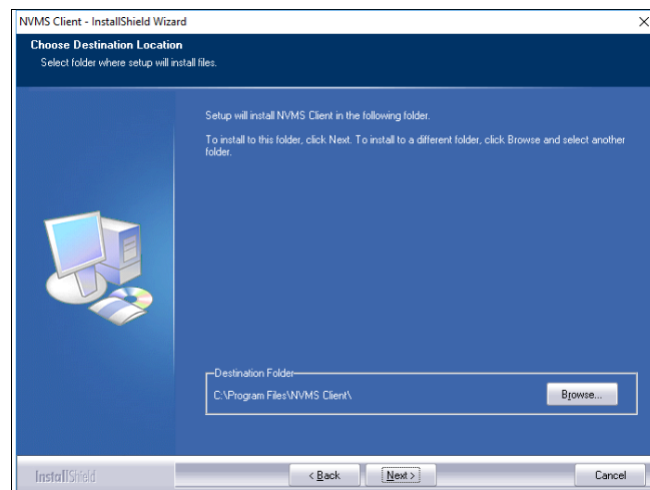 NVMS Client - InstallShield Wizard
Choose Destination Location
Select folder where setup will install files.
Setup will install NVMS Client in the following folder.
To install to this folder, click Next. To install to a different folder, click Browse and select another
folder.
Destination Folder
C:\Program Files\NVMS Client\
Browse...
InstallShield
< Back
Next >
Cancel